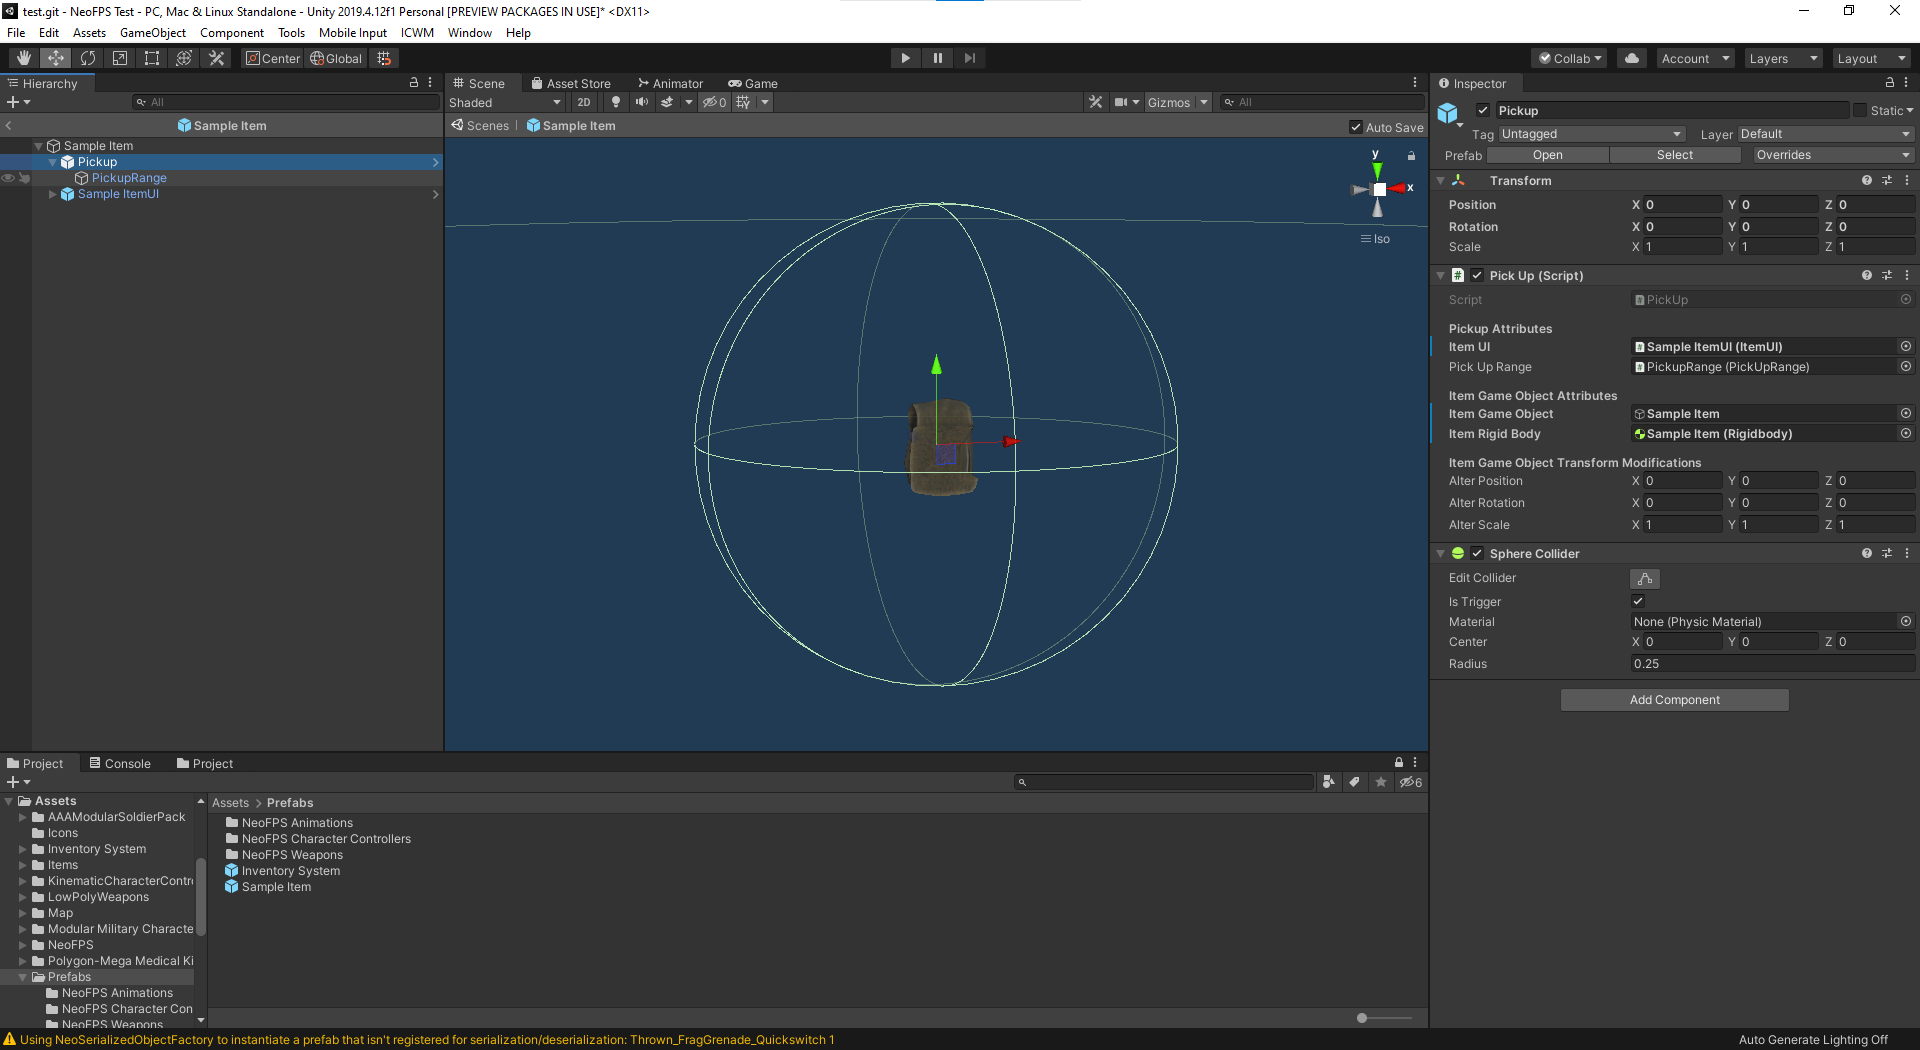 test.git - NeoFPS Test - PC, Mac & Linux Standalone - Unity 2019.4.12f1 Personal [PREVIEW PACKAGES IN USE]* <DX11>
File Edit Assets GameObject Component Tools Mobile Input ICWM Window Help
Center Global Collab Account Layers Layout
Hierarchy
All
Sample Item
Sample Item
Pickup
PickupRange
Sample ItemUI
Scene Asset Store Animator Game
Shaded 2D 0 Gizmos All
Scenes Sample Item Auto Save
y
x
Iso
Inspector
Pickup Static
Tag Untagged Layer Default
Prefab Open Select Overrides
Transform
Position X 0 Y 0 Z 0
Rotation X 0 Y 0 Z 0
Scale X 1 Y 1 Z 1
Pick Up (Script)
Script PickUp
Pickup Attributes
Item UI Sample ItemUI (ItemUI)
Pick Up Range PickupRange (PickUpRange)
Item Game Object Attributes
Item Game Object Sample Item
Item Rigid Body Sample Item (Rigidbody)
Item Game Object Transform Modifications
Alter Position X 0 Y 0 Z 0
Alter Rotation X 0 Y 0 Z 0
Alter Scale X 1 Y 1 Z 1
Sphere Collider
Edit Collider
Is Trigger
Material None (Physic Material)
Center X 0 Y 0 Z 0
Radius 0.25
Add Component
Project Console Project
6
Assets
AAAModularSoldierPack
Icons
Inventory System
Items
KinematicCharacterContr
LowPolyWeapons
Map
Modular Military Characte
NeoFPS
Polygon-Mega Medical Ki
Prefabs
NeoFPS Animations
NeoFPS Character Con
NeoFPS Weapons
Assets > Prefabs
NeoFPS Animations
NeoFPS Character Controllers
NeoFPS Weapons
Inventory System
Sample Item
Using NeoSerializedObjectFactory to instantiate a prefab that isn't registered for serialization/deserialization: Thrown_FragGrenade_Quickswitch 1
Auto Generate Lighting Off